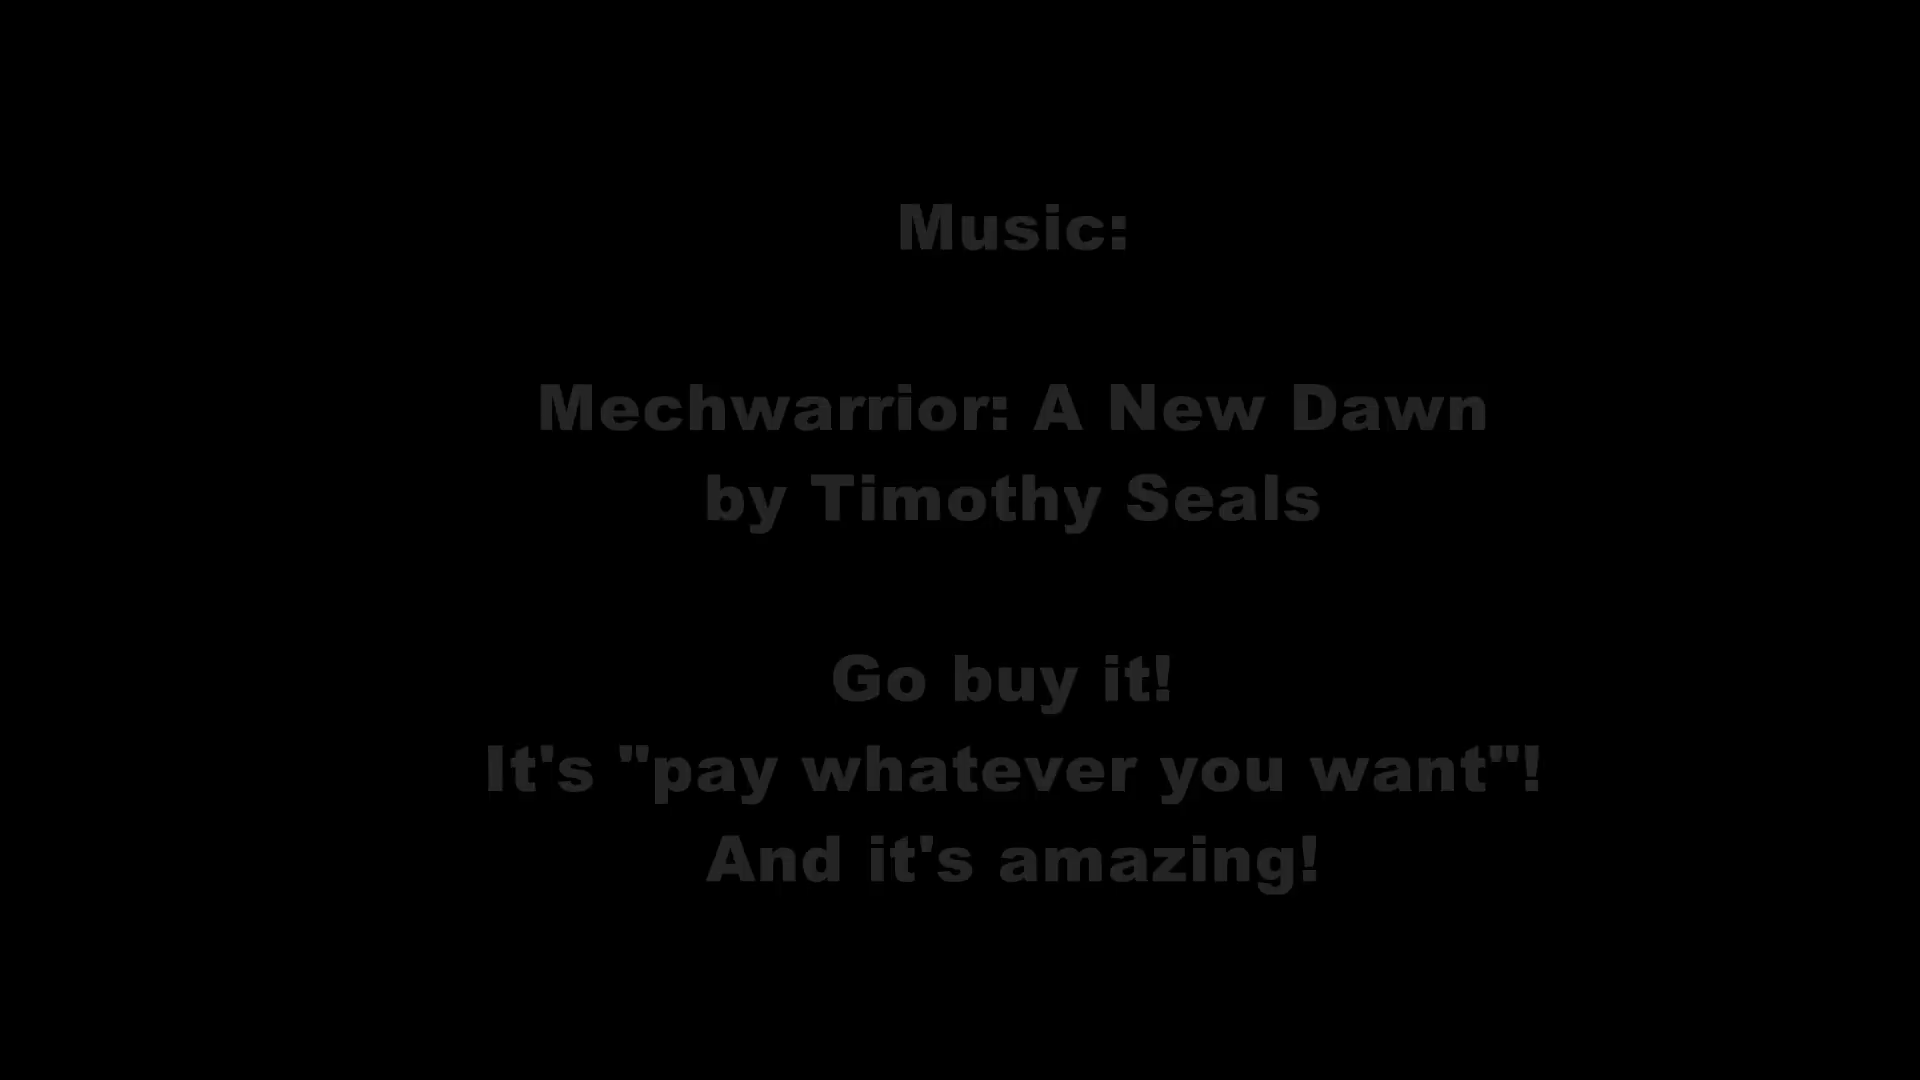 Music:
Mechwarrior: A New Dawn
by Timothy Seals
Go buy it!
It's "pay whatever you want"!
And it's amazing!